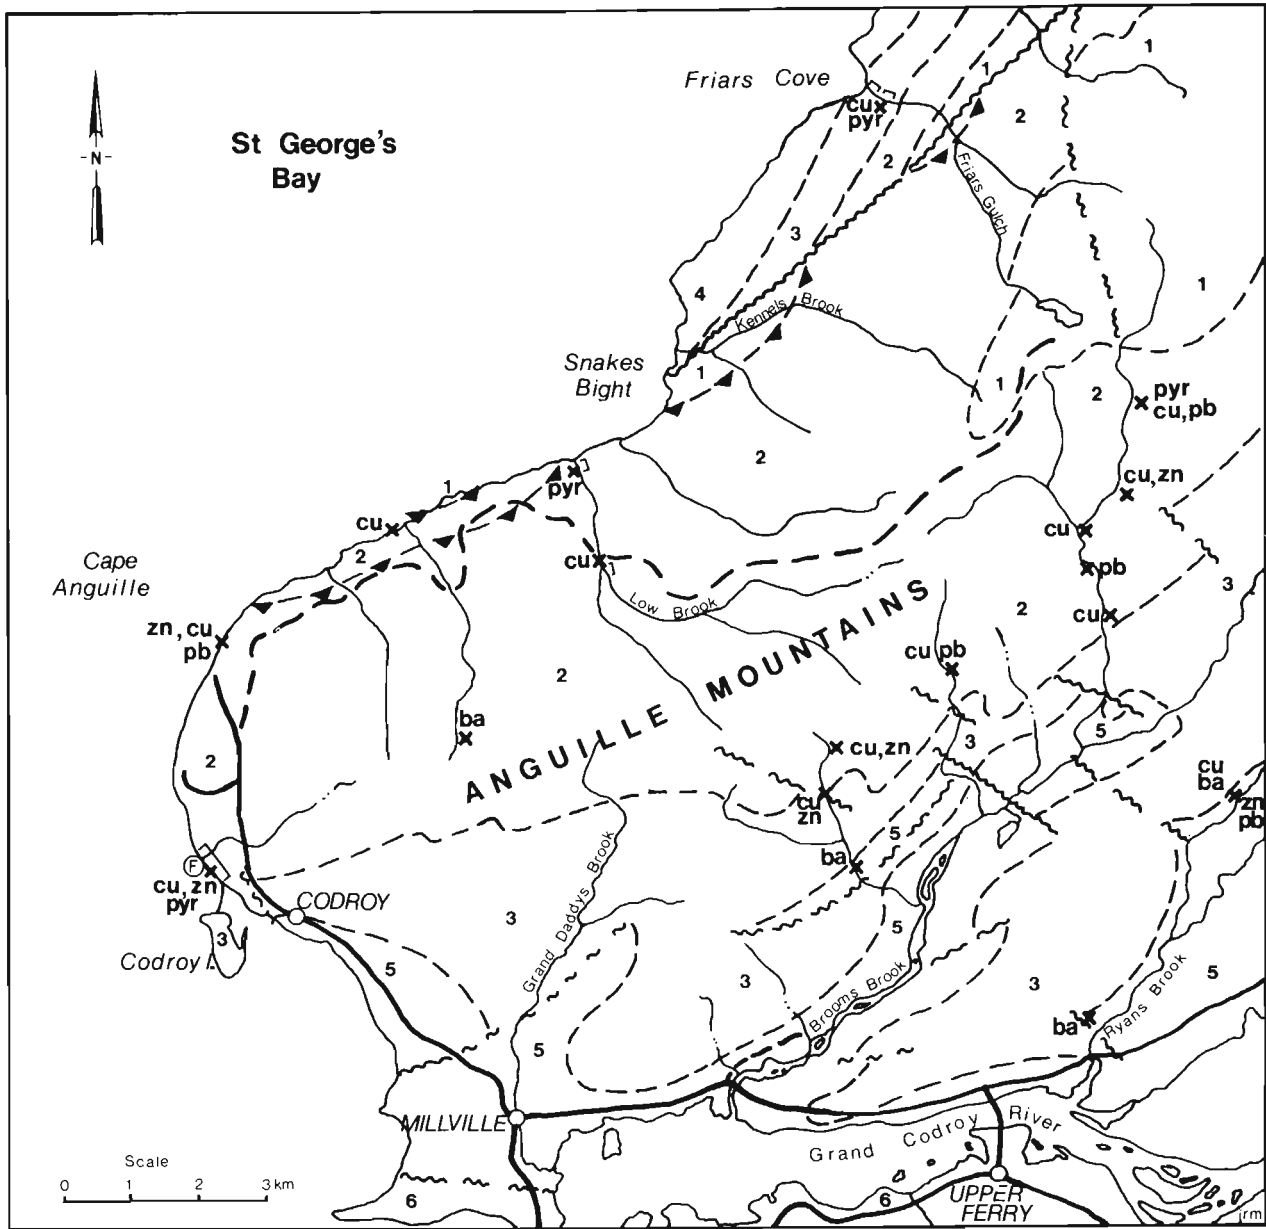 Friars Cove
cu
pyr
1
1
2
2
St George's
Bay
-N-
Friars Gulch
3
4
1
Kennels Brook
Snakes
Bight
1
1
2
pyr
cu,pb
2
1
pyr
cu,zn
cu
2
cu
cu
pb
3
Cape
Anguille
Low Brook
2
cu
zn,cu
pb
cu pb
2
ANGUILLE MOUNTAINS
ba
3
5
cu,zn
2
cu
ba
zn
pb
cu
zn
5
ba
F
cu,zn
pyr
CODROY
3
Grand Daddys Brook
5
3
Codroy I.
5
3
3
5
Brooms Brook
Ryans Brook
ba
5
MILLVILLE
Grand Codroy River
Scale
0 1 2 3 km
6
6
UPPER
FERRY
rm